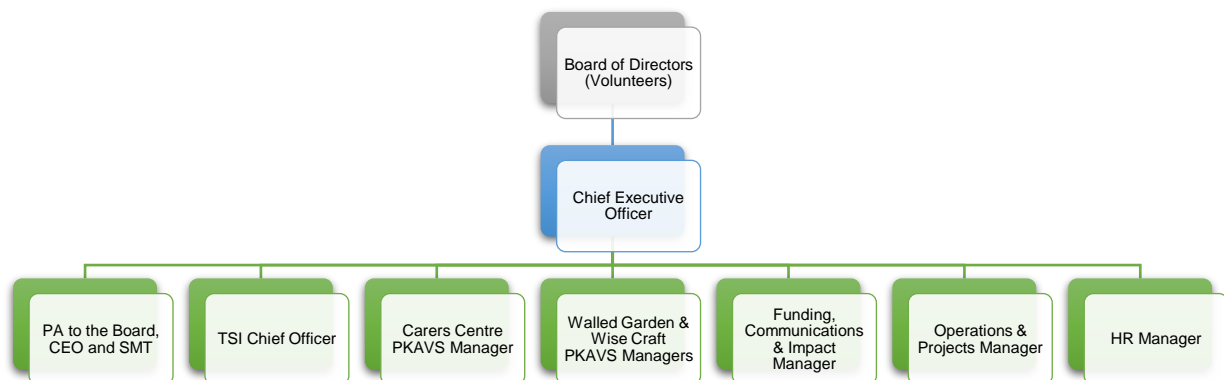 Board of Directors
(Volunteers)
Chief Executive
Officer
PA to the Board,
CEO and SMT
TSI Chief Officer
Carers Centre
PKAVS Manager
Walled Garden &
Wise Craft
PKAVS Managers
Funding,
Communications
& Impact
Manager
Operations &
Projects Manager
HR Manager